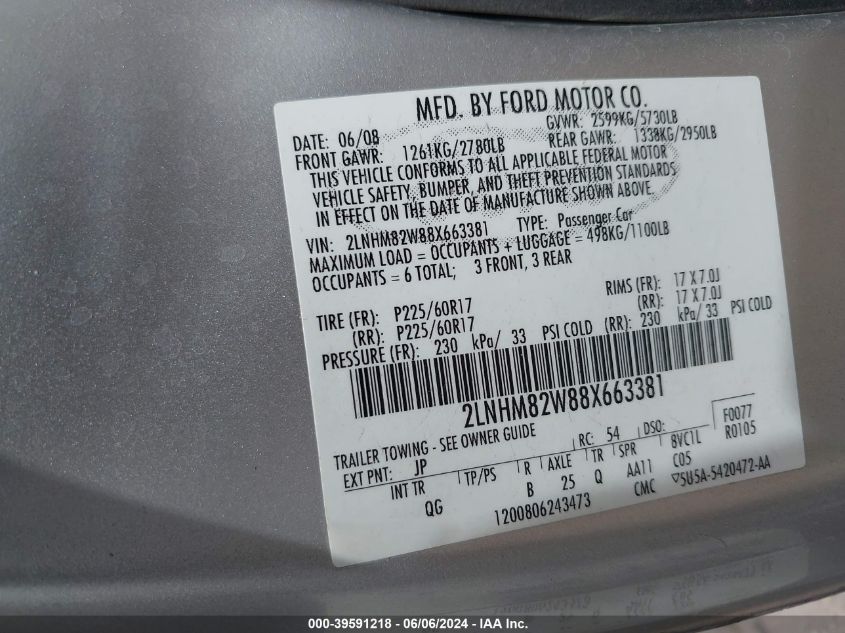 MFD. BY FORD MOTOR CO.
DATE: 06/08 GVWR: 2599KG/5730LB
FRONT GAWR: 1261KG/2780LB REAR GAWR: 1338KG/2950LB
THIS VEHICLE CONFORMS TO ALL APPLICABLE FEDERAL MOTOR
VEHICLE SAFETY, BUMPER, AND THEFT PREVENTION STANDARDS
IN EFFECT ON THE DATE OF MANUFACTURE SHOWN ABOVE.
VIN: 2LNHM82W88X663381 TYPE: Passenger Car
MAXIMUM LOAD = OCCUPANTS + LUGGAGE = 498KG/1100LB
OCCUPANTS = 6 TOTAL; 3 FRONT, 3 REAR
TIRE (FR): P225/60R17 RIMS (FR): 17 X 7.0J
(RR): P225/60R17 (RR): 17 X 7.0J
PRESSURE (FR): 230 kPa/ 33 PSI COLD (RR): 230 kPa/ 33 PSI COLD
2LNHM82W88X663381
TRAILER TOWING - SEE OWNER GUIDE F0077
EXT PNT: JP RC: 54 DSO: R0105
INT TR TP/PS R AXLE TR SPR 8VC1L
QG B 25 Q AA11 C05
1200806243473 CMC ▽5U5A-5420472-AA
000-39591218 - 06/06/2024 - IAAI Inc.